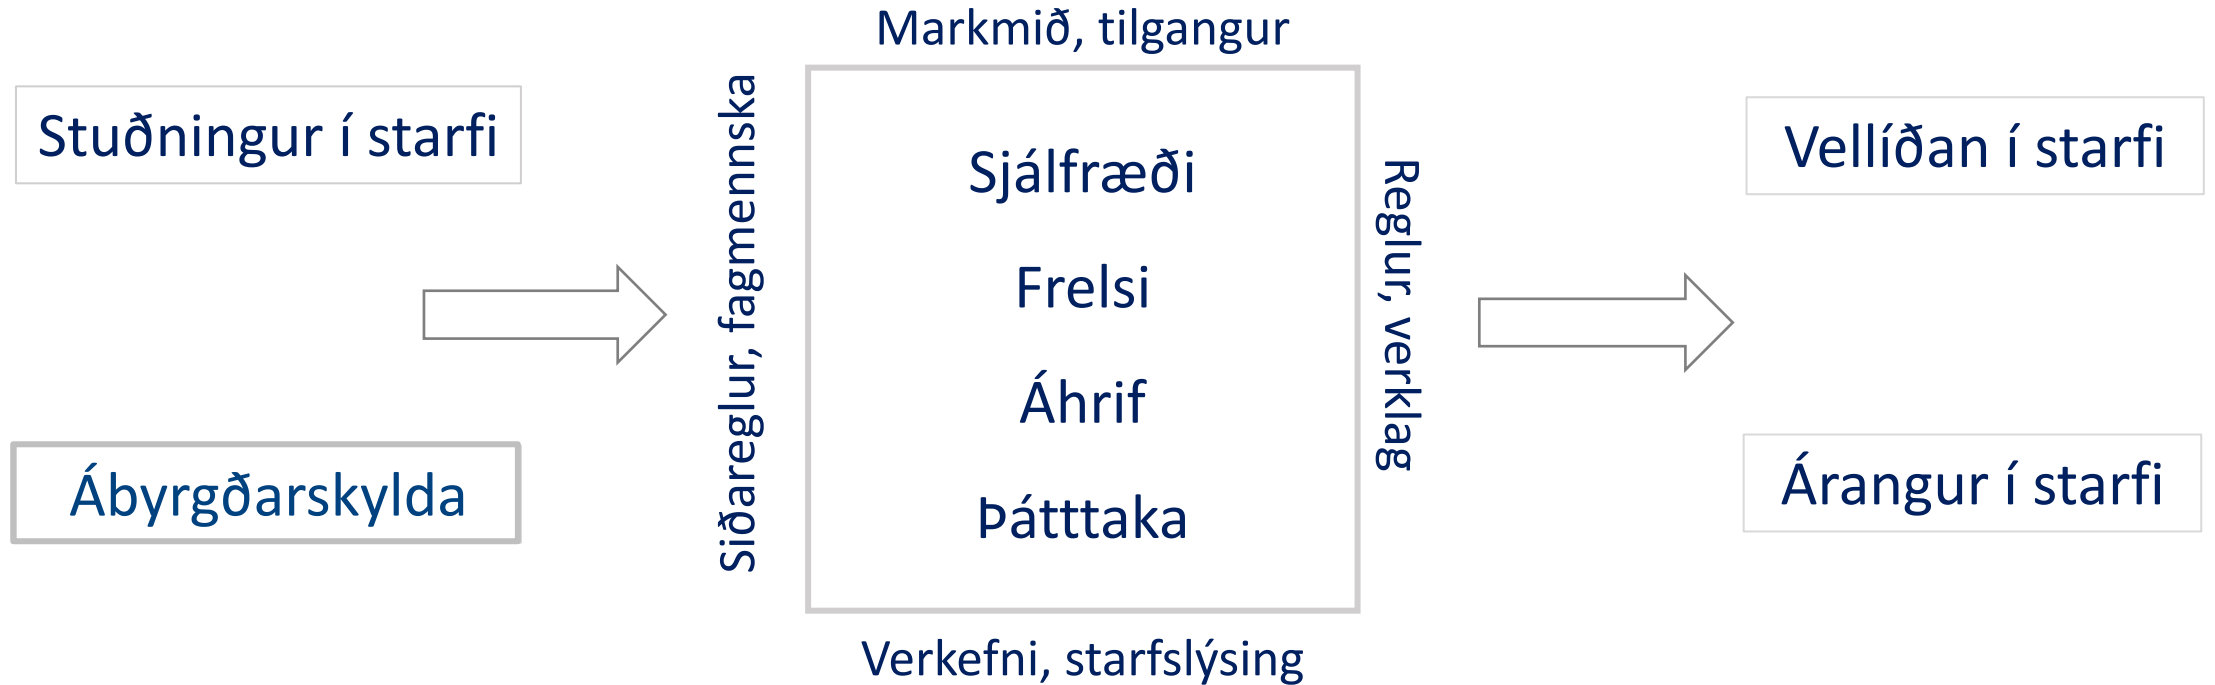 Markmið, tilgangur
Stuðningur í starfi
Ábyrgðarskylda
Siðareglur, fagmennska
Sjálfræði
Frelsi
Áhrif
Þátttaka
Reglur, verklag
Verkefni, starfslýsing
Vellíðan í starfi
Árangur í starfi